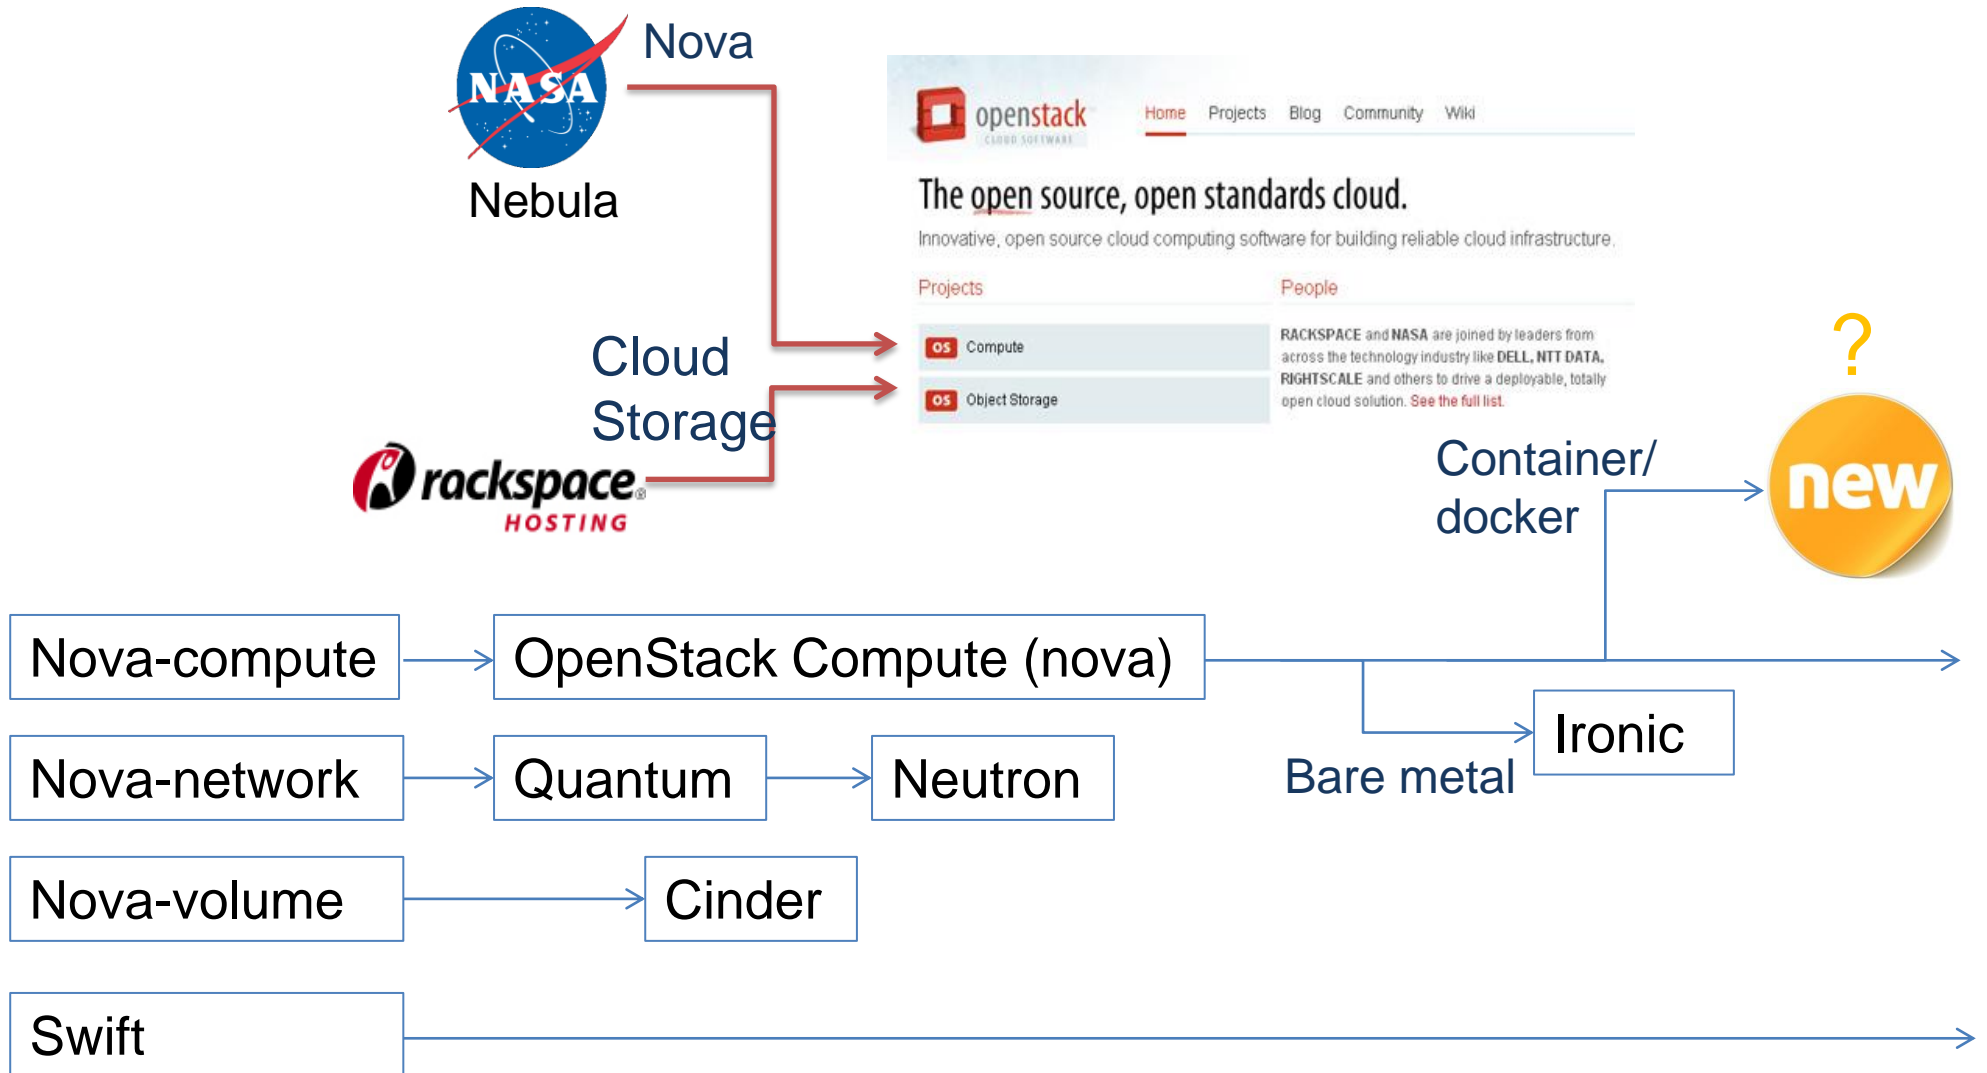 NASA
Nova
Nebula
openstack
CLOUD SOFTWARE
Home Projects Blog Community Wiki
The open source, open standards cloud.
Innovative, open source cloud computing software for building reliable cloud infrastructure.
Projects
People
OS Compute
OS Object Storage
RACKSPACE and NASA are joined by leaders from
across the technology industry like DELL, NTT DATA,
RIGHTSCALE and others to drive a deployable, totally
open cloud solution. See the full list.
Cloud
Storage
rackspace®
HOSTING
?
new
Container/
docker
Nova-compute
OpenStack Compute (nova)
Ironic
Bare metal
Nova-network
Quantum
Neutron
Nova-volume
Cinder
Swift